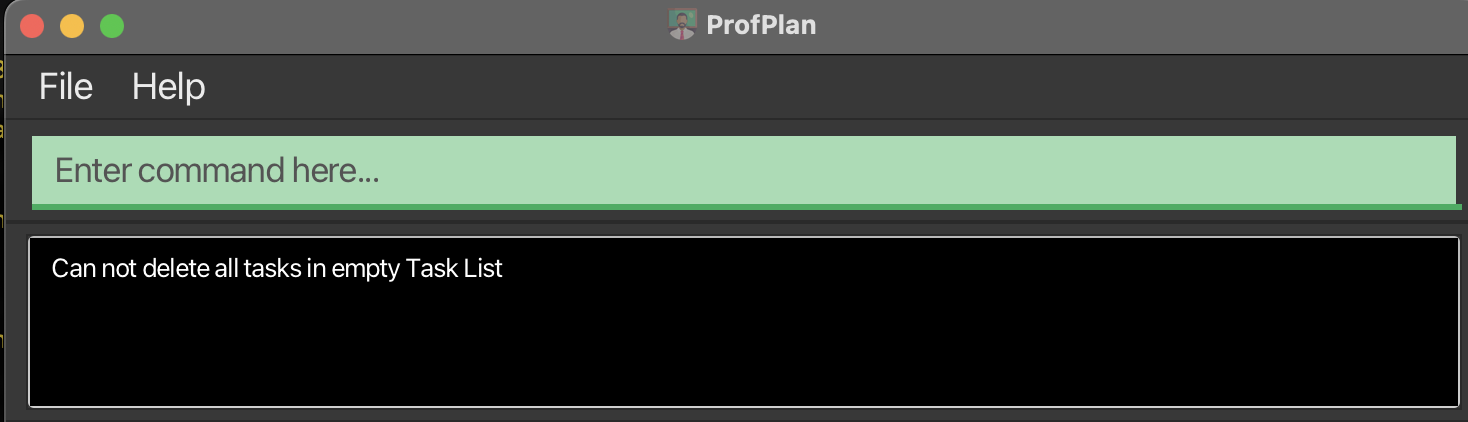 ProfPlan
File Help
Enter command here...
Can not delete all tasks in empty Task List